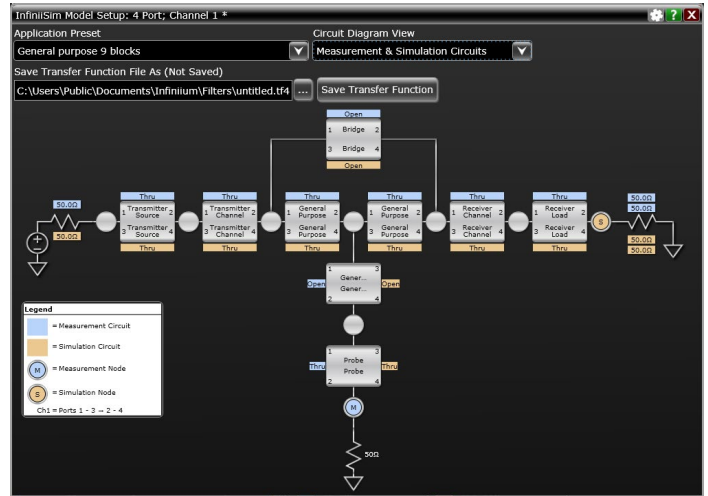 InfiniiSim Model Setup: 4 Port; Channel 1 *
? X
Application Preset
Circuit Diagram View
General purpose 9 blocks
Measurement & Simulation Circuits
Save Transfer Function File As (Not Saved)
C:\Users\Public\Documents\Infiniium\Filters\untitled.tf4 ... Save Transfer Function
Open
1 Bridge 2
3 Bridge 4
Open
50.0Ω
50.0Ω
+
-
Thru
1 Transmitter Source 2
3 Transmitter Source 4
Thru
Thru
1 Transmitter Channel 2
3 Transmitter Channel 4
Thru
Thru
1 General Purpose 2
3 General Purpose 4
Thru
Thru
1 General Purpose 2
3 General Purpose 4
Thru
Thru
1 Receiver Channel 2
3 Receiver Channel 4
Thru
Thru
1 Receiver Load 2
3 Receiver Load 4
Thru
S
50.0Ω
50.0Ω
50.0Ω
50.0Ω
1 3
Open Gener... Open
Gener...
2 4
1 3
Probe
Thru Probe Thru
2 4
M
50Ω
Legend
= Measurement Circuit
= Simulation Circuit
M = Measurement Node
S = Simulation Node
Ch1 = Ports 1 - 3 → 2 - 4